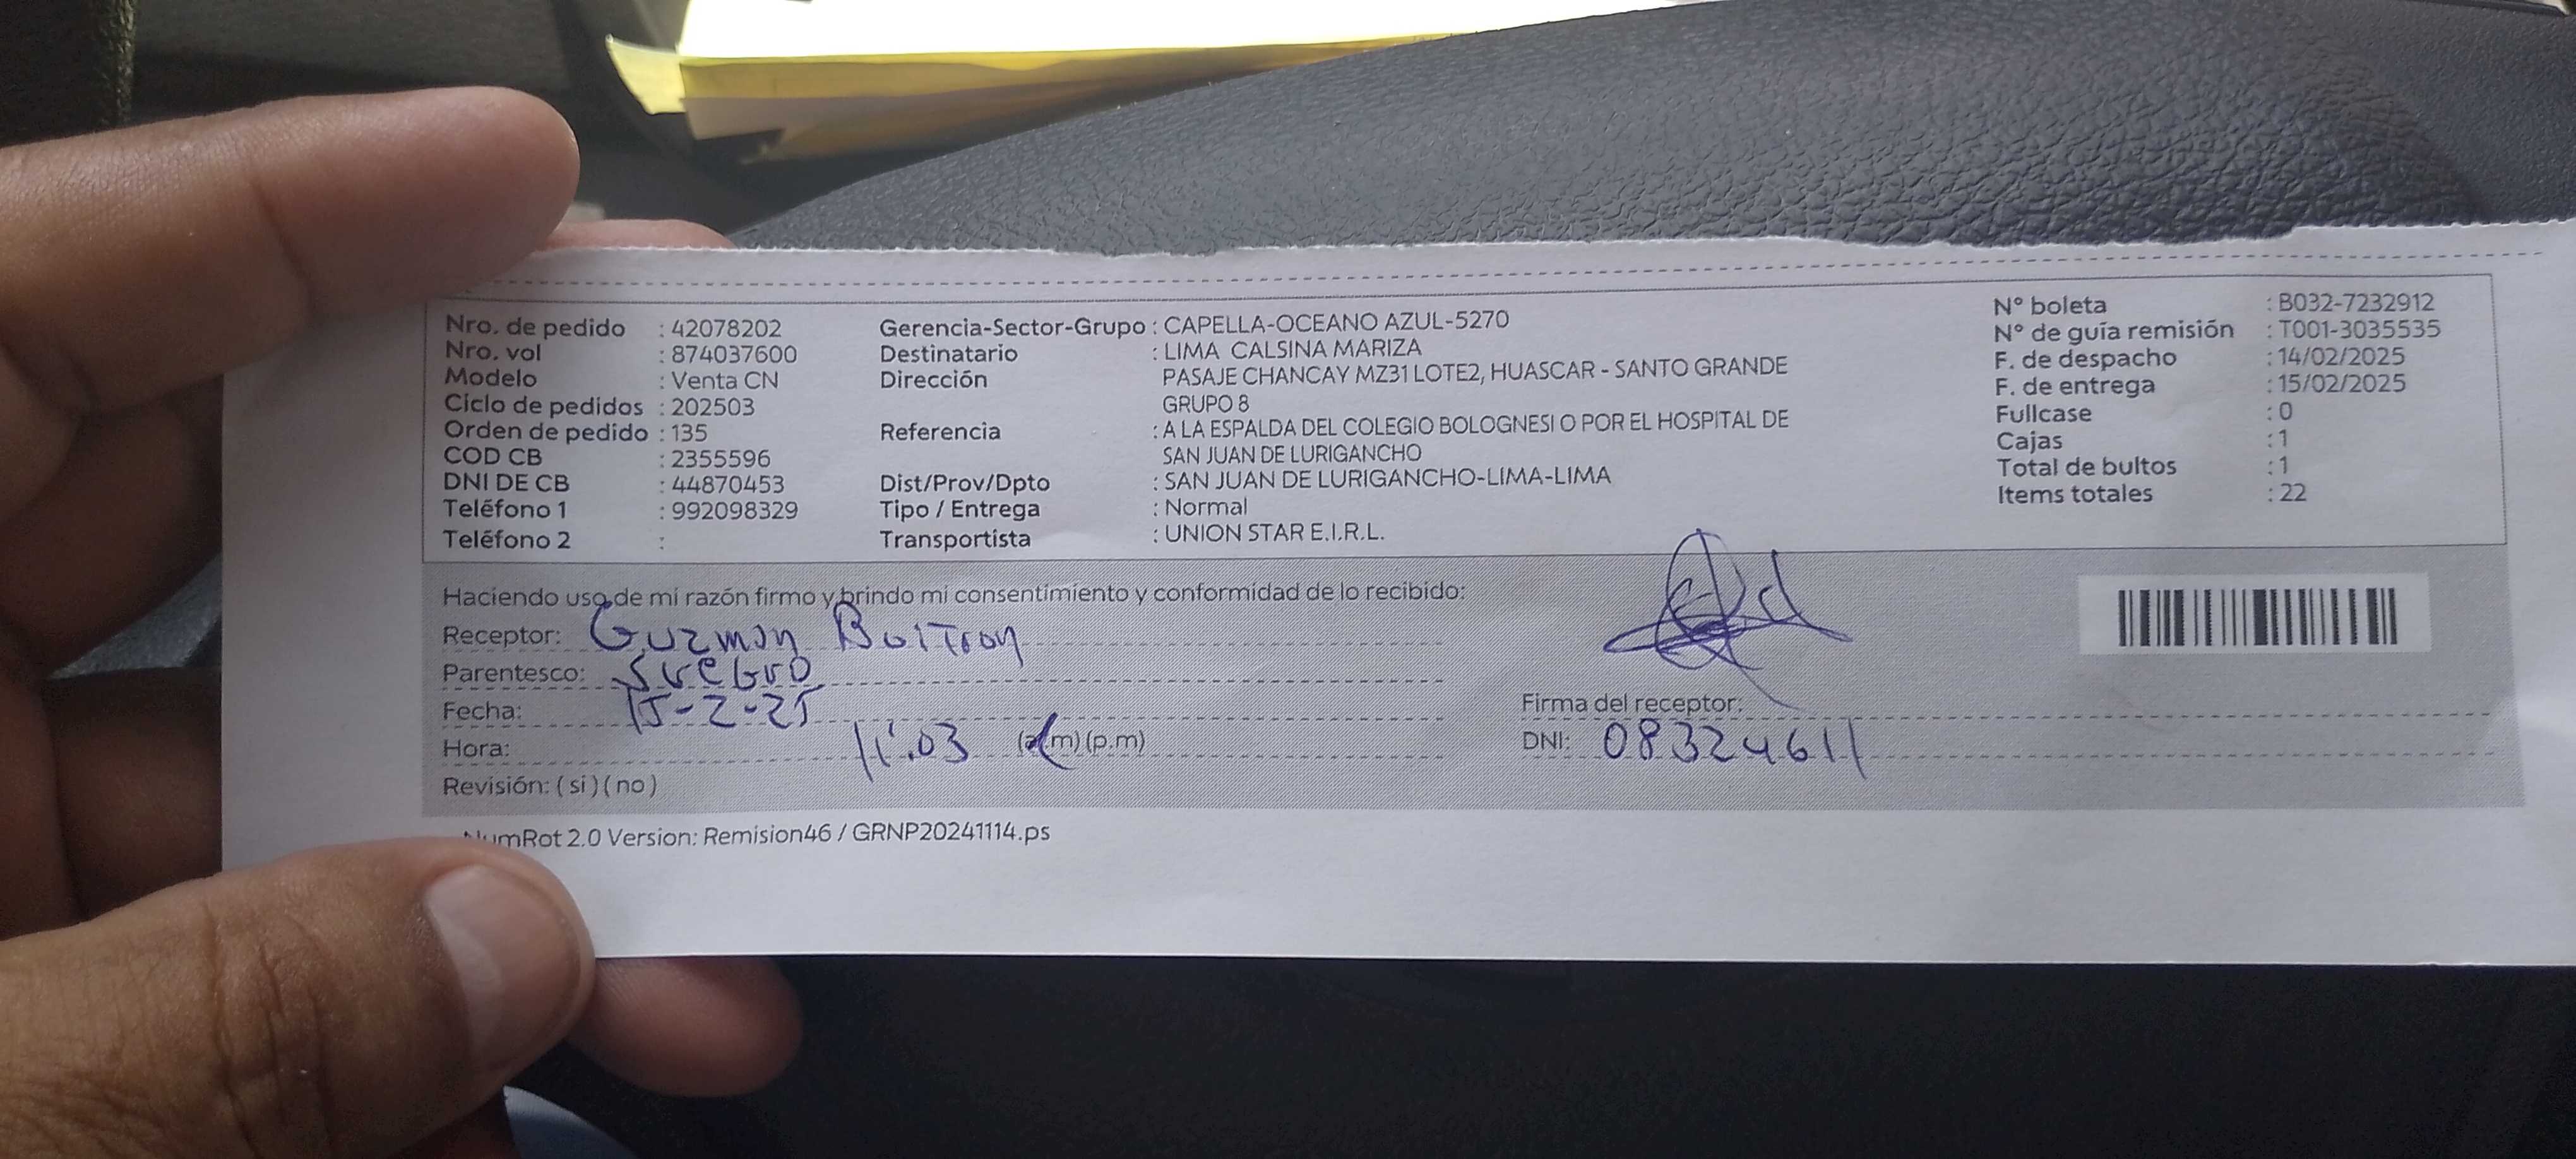 Nro. de pedido : 42078202
Nro. vol : 874037600
Modelo : Venta CN
Ciclo de pedidos : 202503
Orden de pedido : 135
COD CB : 2355596
DNI DE CB : 44870453
Teléfono 1 : 992098329
Teléfono 2 :
Gerencia-Sector-Grupo : CAPELLA-OCEANO AZUL-5270
Destinatario : LIMA CALSINA MARIZA
Dirección PASAJE CHANCAY MZ31 LOTE2, HUASCAR - SANTO GRANDE
GRUPO 8
Referencia : A LA ESPALDA DEL COLEGIO BOLOGNESI O POR EL HOSPITAL DE
SAN JUAN DE LURIGANCHO
Dist/Prov/Dpto : SAN JUAN DE LURIGANCHO-LIMA-LIMA
Tipo / Entrega : Normal
Transportista : UNION STAR E.I.R.L.
N° boleta : B032-7232912
N° de guía remisión : T001-3035535
F. de despacho : 14/02/2025
F. de entrega : 15/02/2025
Fullcase : 0
Cajas : 1
Total de bultos : 1
Items totales : 22
Haciendo uso de mi razón firmo y brindo mi consentimiento y conformidad de lo recibido:
Receptor: Guzman
Parentesco: Suegro
Fecha: 15-2-25
Hora: 11:03 (a.m) (p.m)
Revisión: ( si ) ( no )
Firma del receptor:
DNI: 08324611
NumRot 2.0 Version: Remision46 / GRNP20241114.ps